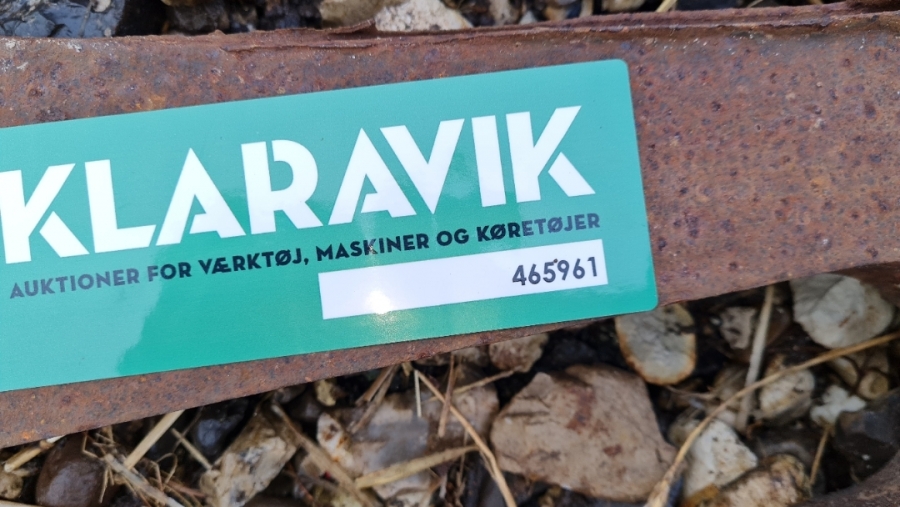 KLARAVIK
AUKTIONER FOR VÆRKTØJ, MASKINER OG KØRETØJER
465961